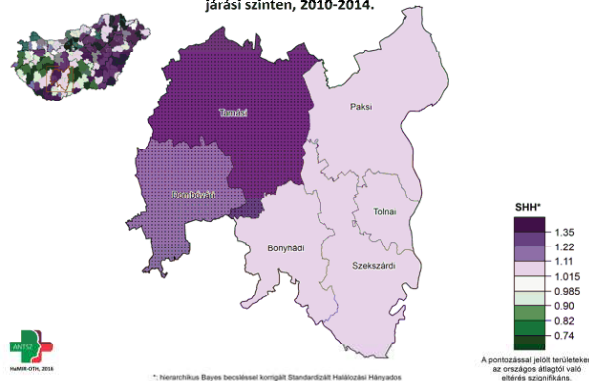 járási szinten, 2010-2014.
Paksi
Tamási
Dombóvári
Tolnai
Bonyhádi
Szekszárdi
SHH*
1.35
1.22
1.11
1.015
0.985
0.90
0.82
0.74
ANTSZ
HaMIR-OTH, 2016
A pontozással jelölt területeken
az országos átlagtól való
eltérés szignifikáns.
*: hierarchikus Bayes becsléssel korrigált Standardizált Halálozási Hányados